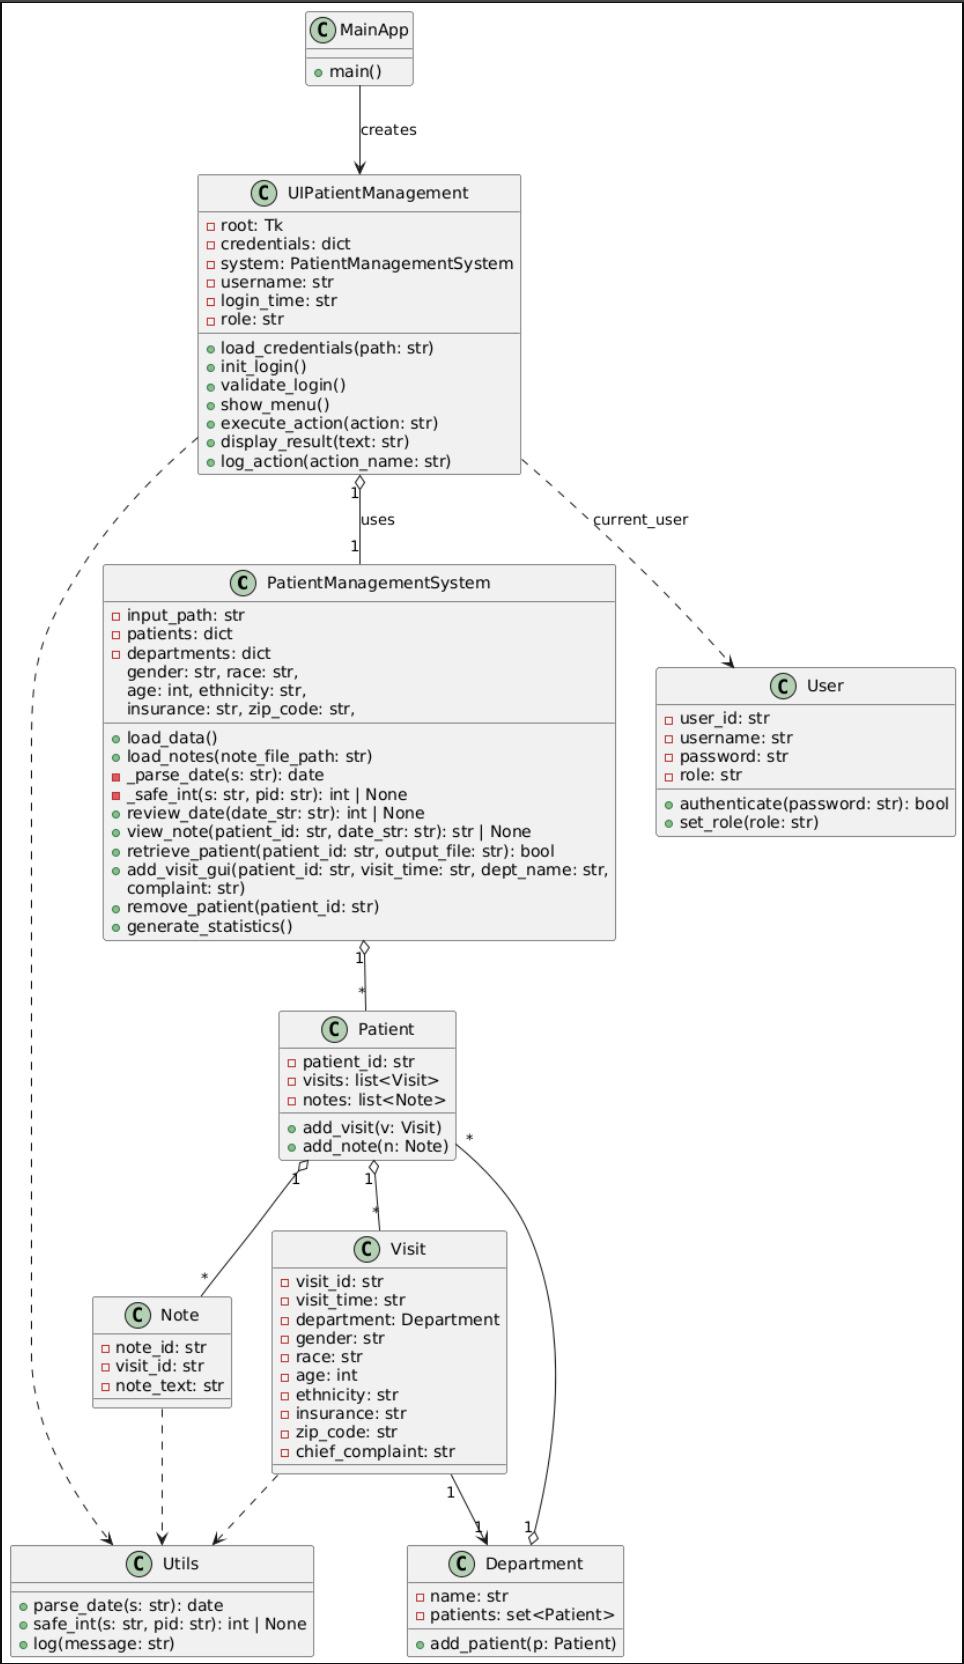 C MainApp
main()
creates
C UIPatientManagement
root: Tk
credentials: dict
system: PatientManagementSystem
username: str
login_time: str
role: str
load_credentials(path: str)
init_login()
validate_login()
show_menu()
execute_action(action: str)
display_result(text: str)
log_action(action_name: str)
1
uses
current_user
1
C PatientManagementSystem
input_path: str
patients: dict
departments: dict
gender: str, race: str,
age: int, ethnicity: str,
insurance: str, zip_code: str,
load_data()
load_notes(note_file_path: str)
_parse_date(s: str): date
_safe_int(s: str, pid: str): int | None
review_date(date_str: str): int | None
view_note(patient_id: str, date_str: str): str | None
retrieve_patient(patient_id: str, output_file: str): bool
add_visit_gui(patient_id: str, visit_time: str, dept_name: str,
complaint: str)
remove_patient(patient_id: str)
generate_statistics()
C User
user_id: str
username: str
password: str
role: str
authenticate(password: str): bool
set_role(role: str)
1
*
C Patient
patient_id: str
visits: list<Visit>
notes: list<Note>
add_visit(v: Visit)
add_note(n: Note)
*
1
1
*
*
C Note
note_id: str
visit_id: str
note_text: str
C Visit
visit_id: str
visit_time: str
department: Department
gender: str
race: str
age: int
ethnicity: str
insurance: str
zip_code: str
chief_complaint: str
1
1
1
C Utils
parse_date(s: str): date
safe_int(s: str, pid: str): int | None
log(message: str)
C Department
name: str
patients: set<Patient>
add_patient(p: Patient)